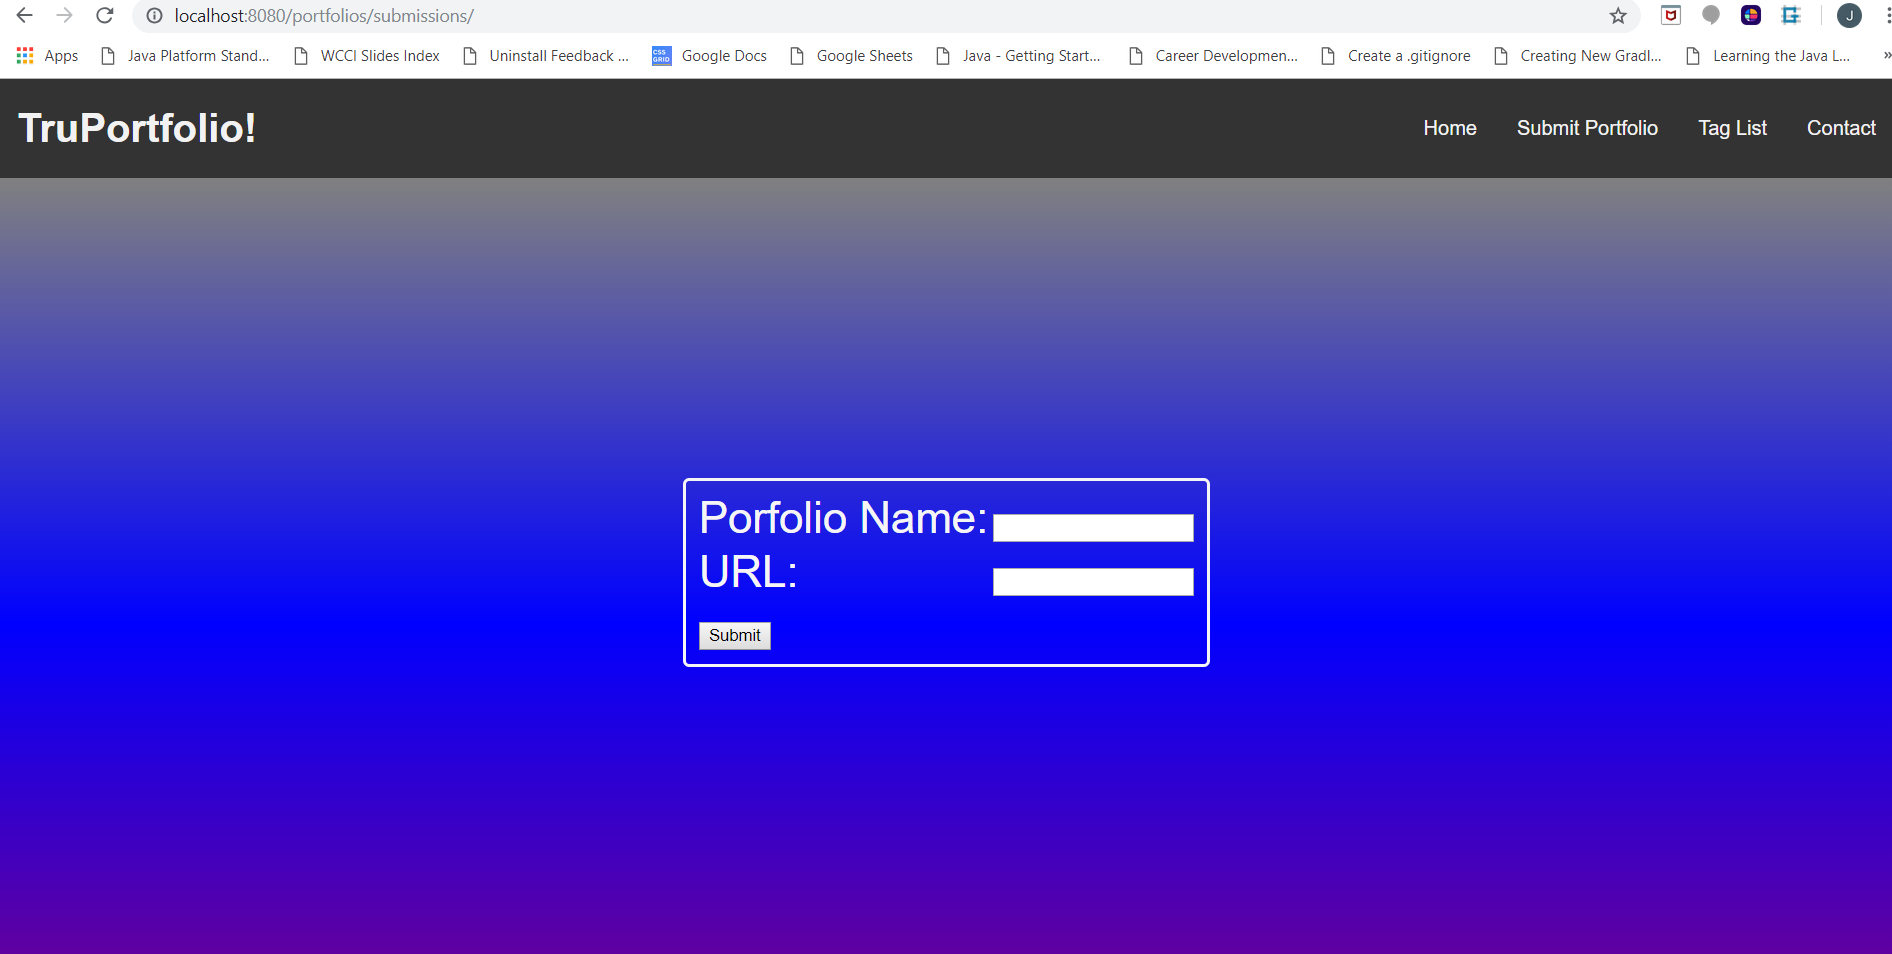 localhost:8080/portfolios/submissions/
J
Apps Java Platform Stand... WCCI Slides Index Uninstall Feedback ... CSS GRID Google Docs Google Sheets Java - Getting Start... Career Developmen... Create a .gitignore Creating New Gradl... Learning the Java L... »
TruPortfolio!
Home Submit Portfolio Tag List Contact
Porfolio Name:
URL:
Submit